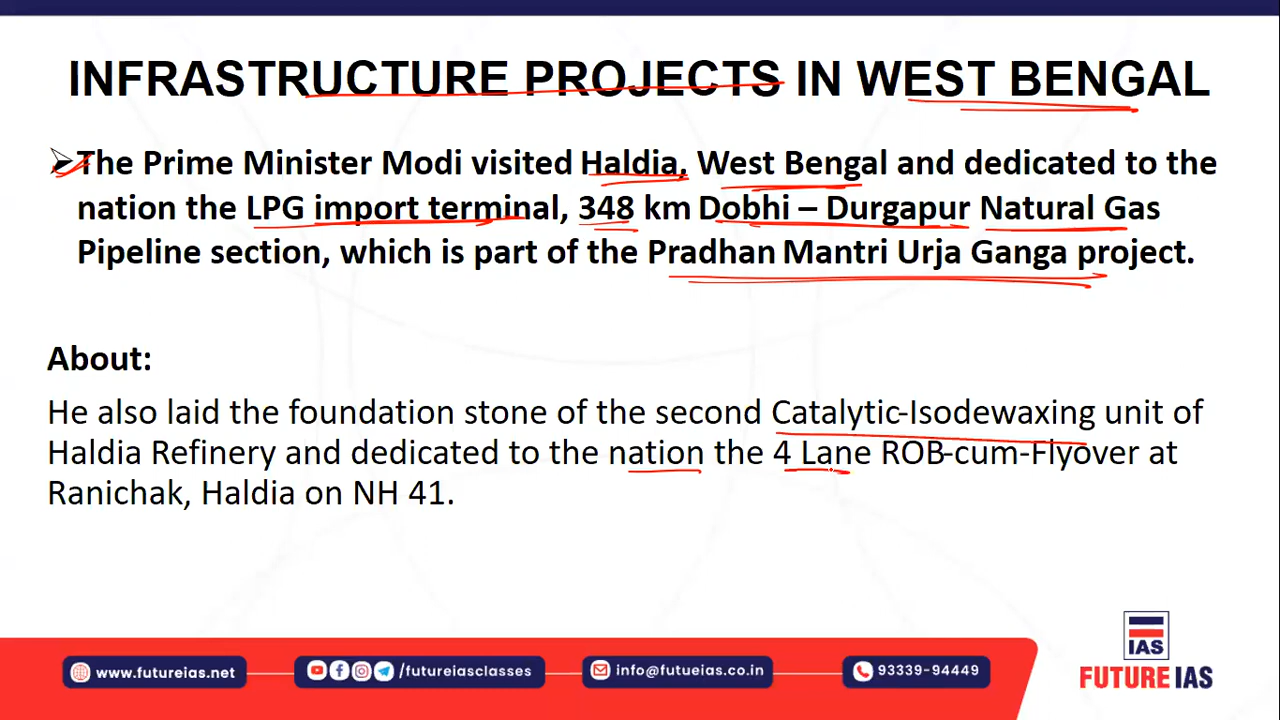 INFRASTRUCTURE PROJECTS IN WEST BENGAL
The Prime Minister Modi visited Haldia, West Bengal and dedicated to the
nation the LPG import terminal, 348 km Dobhi – Durgapur Natural Gas
Pipeline section, which is part of the Pradhan Mantri Urja Ganga project.
About:
He also laid the foundation stone of the second Catalytic-Isodewaxing unit of
Haldia Refinery and dedicated to the nation the 4 Lane ROB-cum-Flyover at
Ranichak, Haldia on NH 41.
IAS
www.futureias.net
/futureiasclasses
info@futueias.co.in
93339-94449
FUTURE IAS